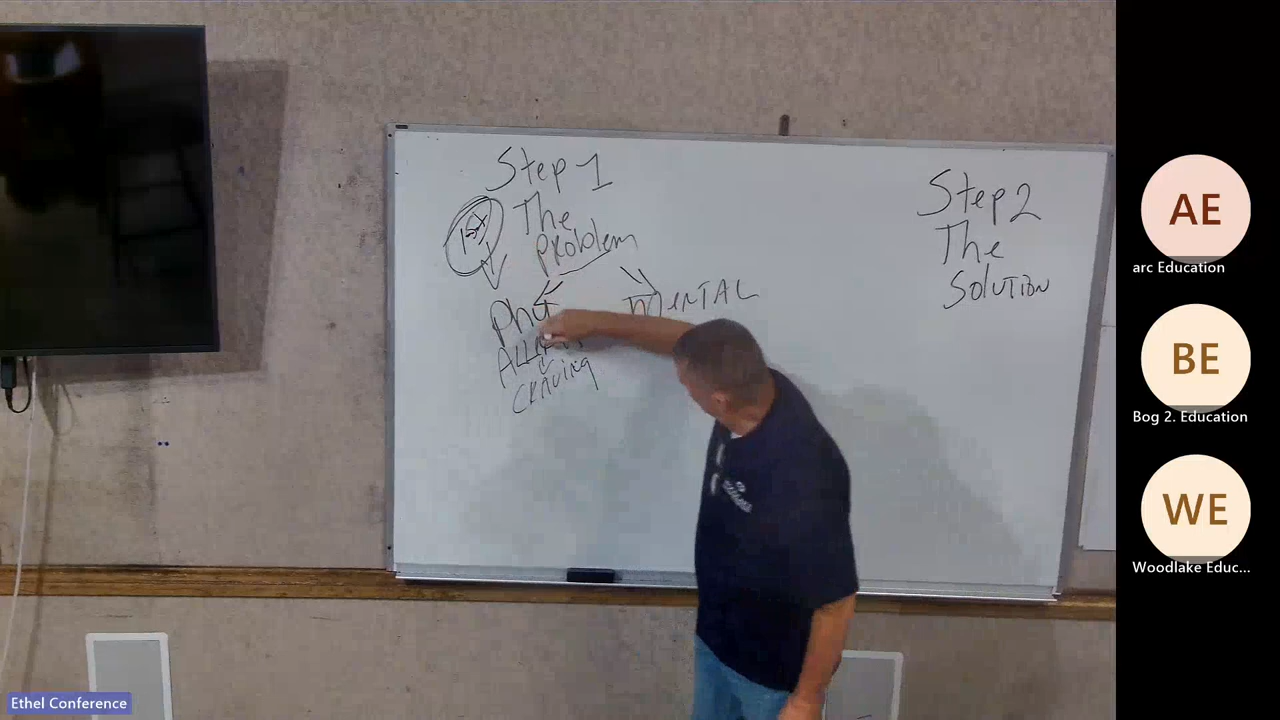 Step 1
The
problem
1st
MENTAL
CRAVING
Step 2
The
SOLUTION
AE
arc Education
BE
Bog 2. Education
WE
Woodlake Educ...
Ethel Conference